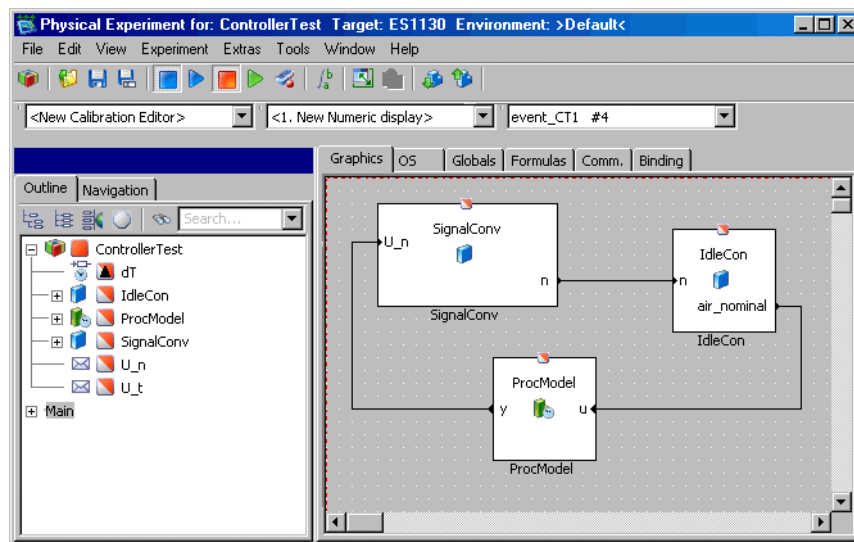 Physical Experiment for: ControllerTest Target: ES1130 Environment: >Default<
File Edit View Experiment Extras Tools Window Help
<New Calibration Editor> <1. New Numeric display> event_CT1 #4
Graphics OS Globals Formulas Comm. Binding
Outline Navigation
Search...
ControllerTest
dT
IdleCon
ProcModel
SignalConv
U_n
U_t
Main
SignalConv
U_n
n
SignalConv
IdleCon
n
air_nominal
IdleCon
ProcModel
y u
ProcModel